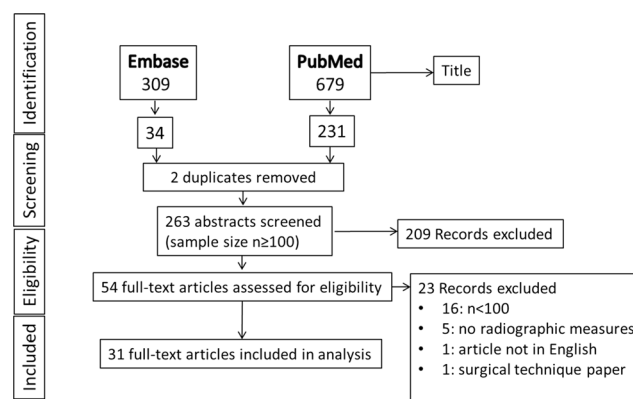 Identification
Screening
Eligibility
Included
Embase
309
PubMed
679
Title
34
231
2 duplicates removed
263 abstracts screened
(sample size n≥100)
209 Records excluded
54 full-text articles assessed for eligibility
23 Records excluded
• 16: n<100
• 5: no radiographic measures
• 1: article not in English
• 1: surgical technique paper
31 full-text articles included in analysis